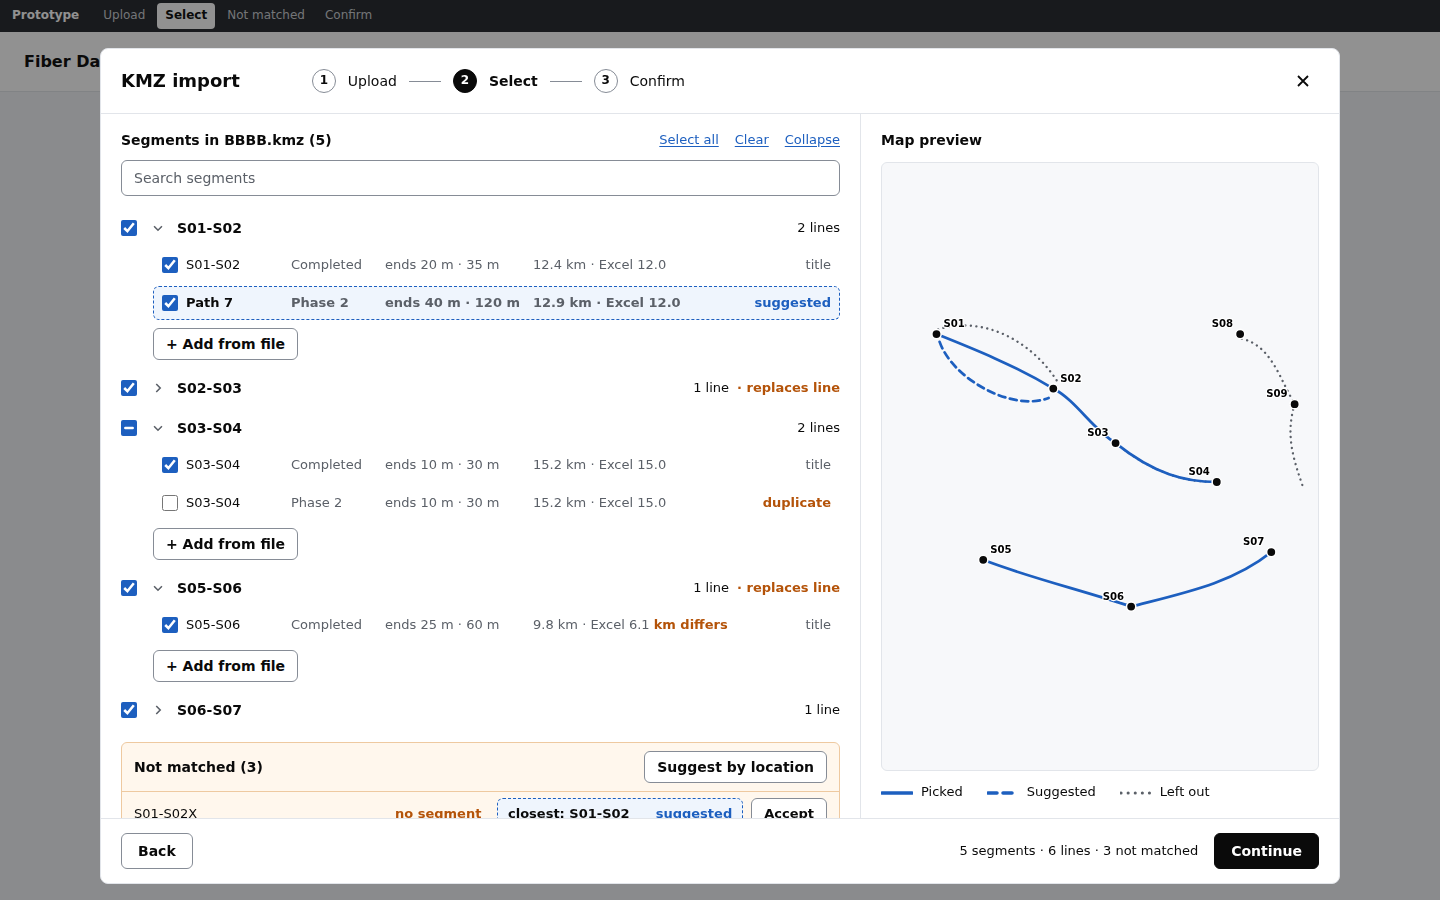 Prototype Upload Select Not matched Confirm
Fiber Da
KMZ import 1 Upload 2 Select 3 Confirm ✕
Segments in BBBB.kmz (5) Select all Clear Collapse
Search segments
S01-S02 2 lines
S01-S02 Completed ends 20 m · 35 m 12.4 km · Excel 12.0 title
Path 7 Phase 2 ends 40 m · 120 m 12.9 km · Excel 12.0 suggested
+ Add from file
S02-S03 1 line · replaces line
S03-S04 2 lines
S03-S04 Completed ends 10 m · 30 m 15.2 km · Excel 15.0 title
S03-S04 Phase 2 ends 10 m · 30 m 15.2 km · Excel 15.0 duplicate
+ Add from file
S05-S06 1 line · replaces line
S05-S06 Completed ends 25 m · 60 m 9.8 km · Excel 6.1 km differs title
+ Add from file
S06-S07 1 line
Not matched (3) Suggest by location
S01-S02X no segment closest: S01-S02 suggested Accept
Map preview
S01
S08
S02
S09
S03
S04
S05
S07
S06
Picked Suggested Left out
Back 5 segments · 6 lines · 3 not matched Continue